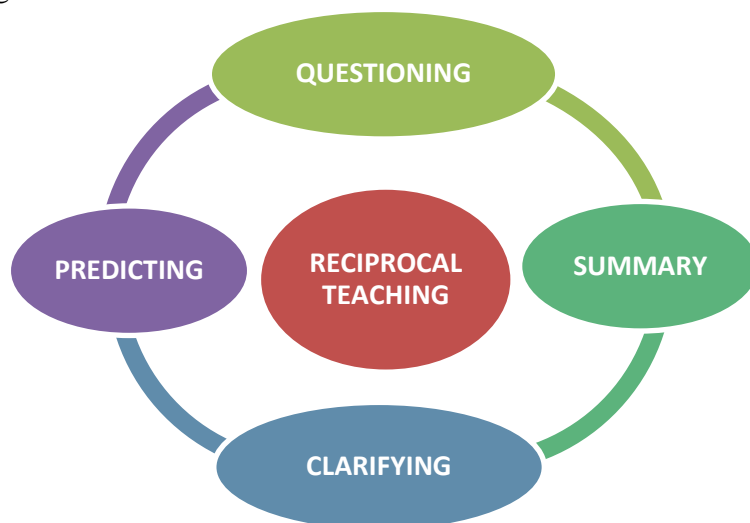 QUESTIONING
PREDICTING
RECIPROCAL
TEACHING
SUMMARY
CLARIFYING